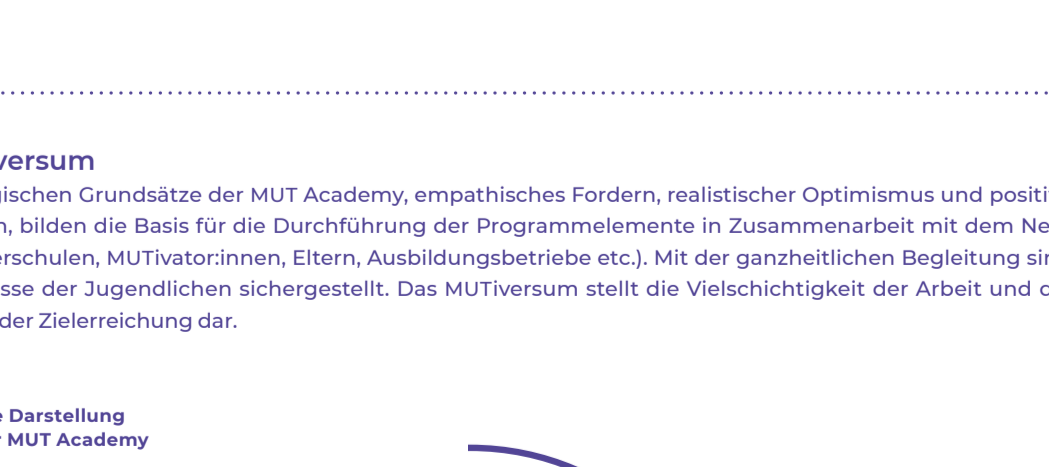 versum
gischen Grundsätze der MUT Academy, empathisches Fordern, realistischer Optimismus und positi
n, bilden die Basis für die Durchführung der Programmelemente in Zusammenarbeit mit dem Ne
erschulen, MUTivator:innen, Eltern, Ausbildungsbetriebe etc.). Mit der ganzheitlichen Begleitung sin
sse der Jugendlichen sichergestellt. Das MUTiversum stellt die Vielschichtigkeit der Arbeit und d
der Zielerreichung dar.
e Darstellung
r MUT Academy